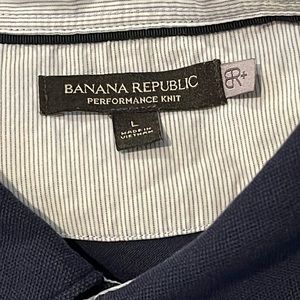 BANANA REPUBLIC
PERFORMANCE KNIT
BR+
L
MADE IN
VIETNAM